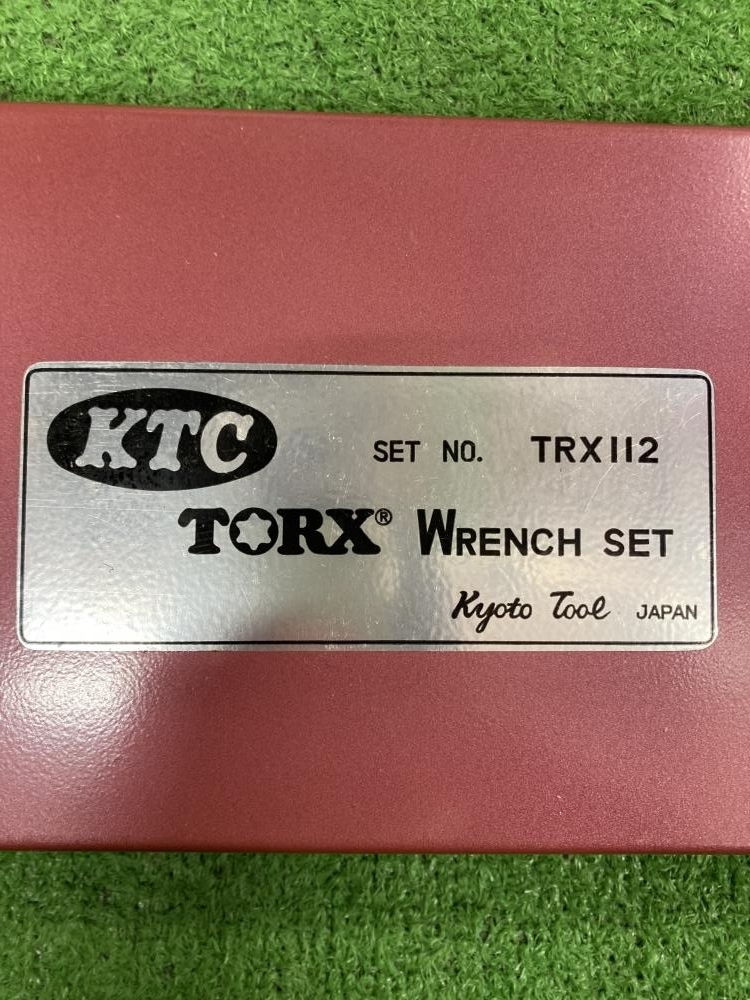 KTC
SET NO. TRX112
TORX® WRENCH SET
Kyoto Tool JAPAN